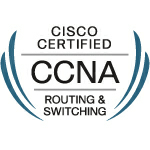 CISCO
CERTIFIED
CCNA
ROUTING &
SWITCHING